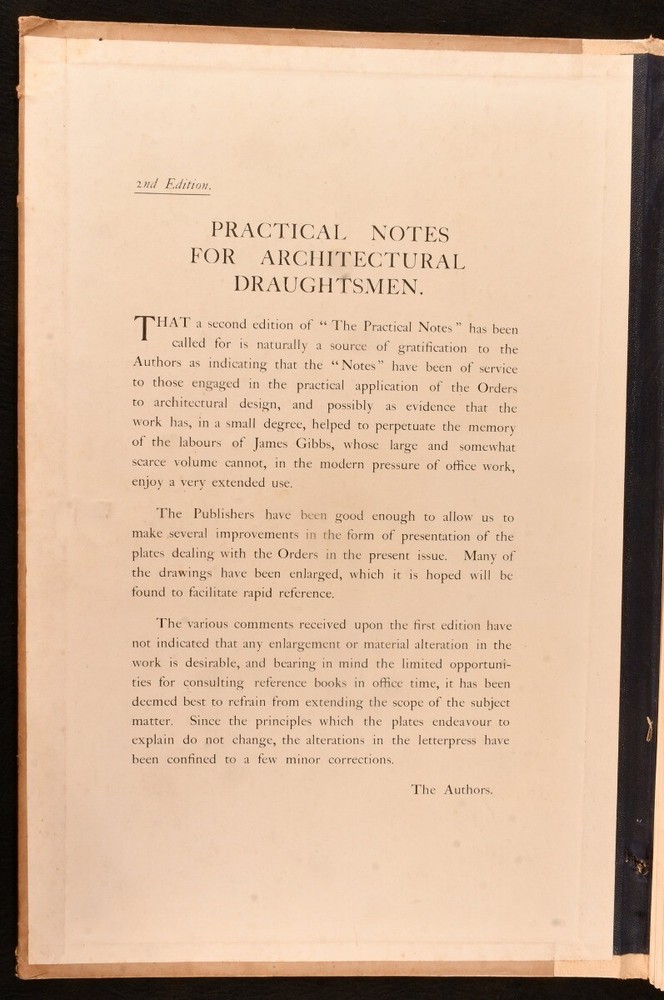 2nd Edition.
PRACTICAL NOTES
FOR ARCHITECTURAL
DRAUGHTSMEN.
THAT a second edition of “ The Practical Notes ” has been
called for is naturally a source of gratification to the
Authors as indicating that the “ Notes ” have been of service
to those engaged in the practical application of the Orders
to architectural design, and possibly as evidence that the
work has, in a small degree, helped to perpetuate the memory
of the labours of James Gibbs, whose large and somewhat
scarce volume cannot, in the modern pressure of office work,
enjoy a very extended use.
The Publishers have been good enough to allow us to
make several improvements in the form of presentation of the
plates dealing with the Orders in the present issue. Many of
the drawings have been enlarged, which it is hoped will be
found to facilitate rapid reference.
The various comments received upon the first edition have
not indicated that any enlargement or material alteration in the
work is desirable, and bearing in mind the limited opportuni-
ties for consulting reference books in office time, it has been
deemed best to refrain from extending the scope of the subject
matter. Since the principles which the plates endeavour to
explain do not change, the alterations in the letterpress have
been confined to a few minor corrections.
The Authors.